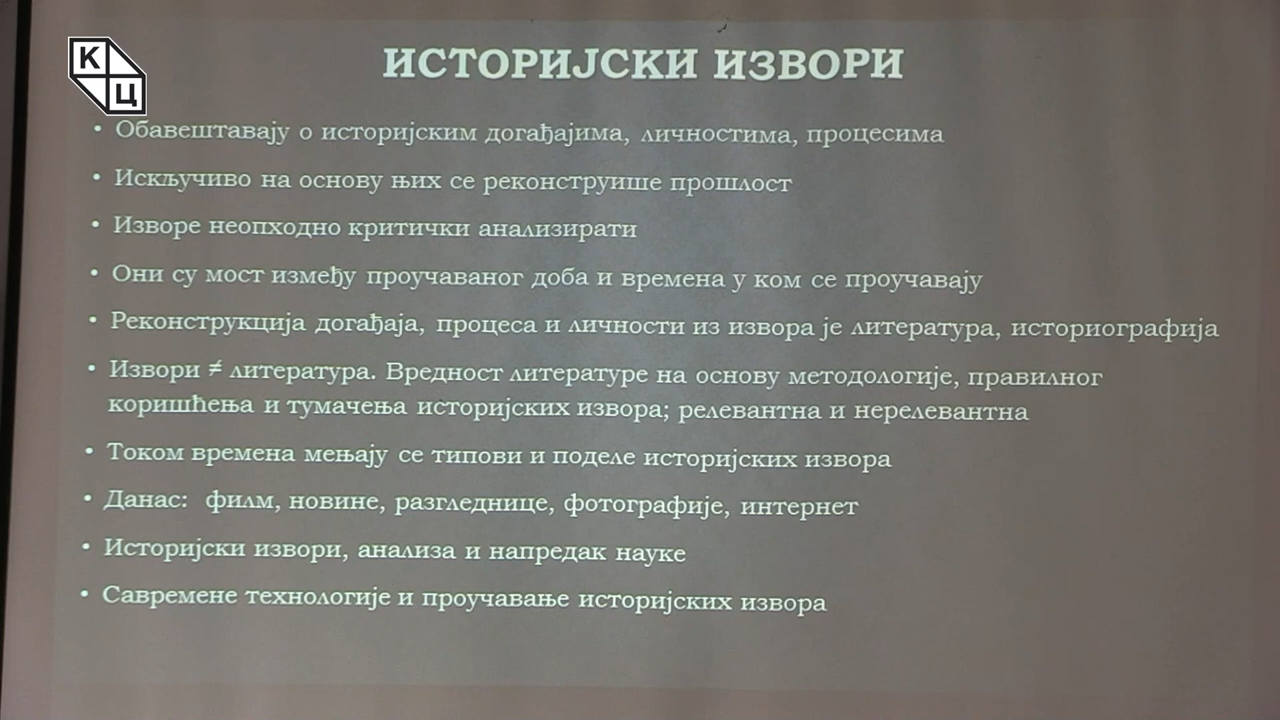 КЦ
ИСТОРИЈСКИ ИЗВОРИ
• Обавештавају о историјским догађајима, личностима, процесима
• Искључиво на основу њих се реконструише прошлост
• Изворе неопходно критички анализирати
• Они су мост између проучаваног доба и времена у ком се проучавају
• Реконструкција догађаја, процеса и личности из извора је литература, историографија
• Извори ≠ литература. Вредност литературе на основу методологије, правилног
коришћења и тумачења историјских извора; релевантна и нерелевантна
• Током времена мењају се типови и поделе историјских извора
• Данас: филм, новине, разгледнице, фотографије, интернет
• Историјски извори, анализа и напредак науке
• Савремене технологије и проучавање историјских извора